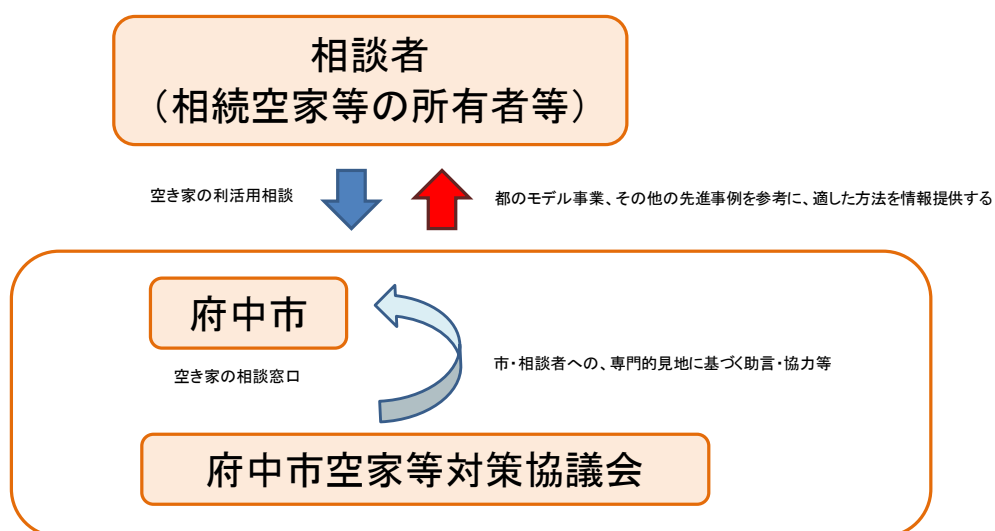 相談者
（相続空家等の所有者等）
空き家の利活用相談
都のモデル事業、その他の先進事例を参考に、適した方法を情報提供する
府中市
空き家の相談窓口
市・相談者への、専門的見地に基づく助言・協力等
府中市空家等対策協議会